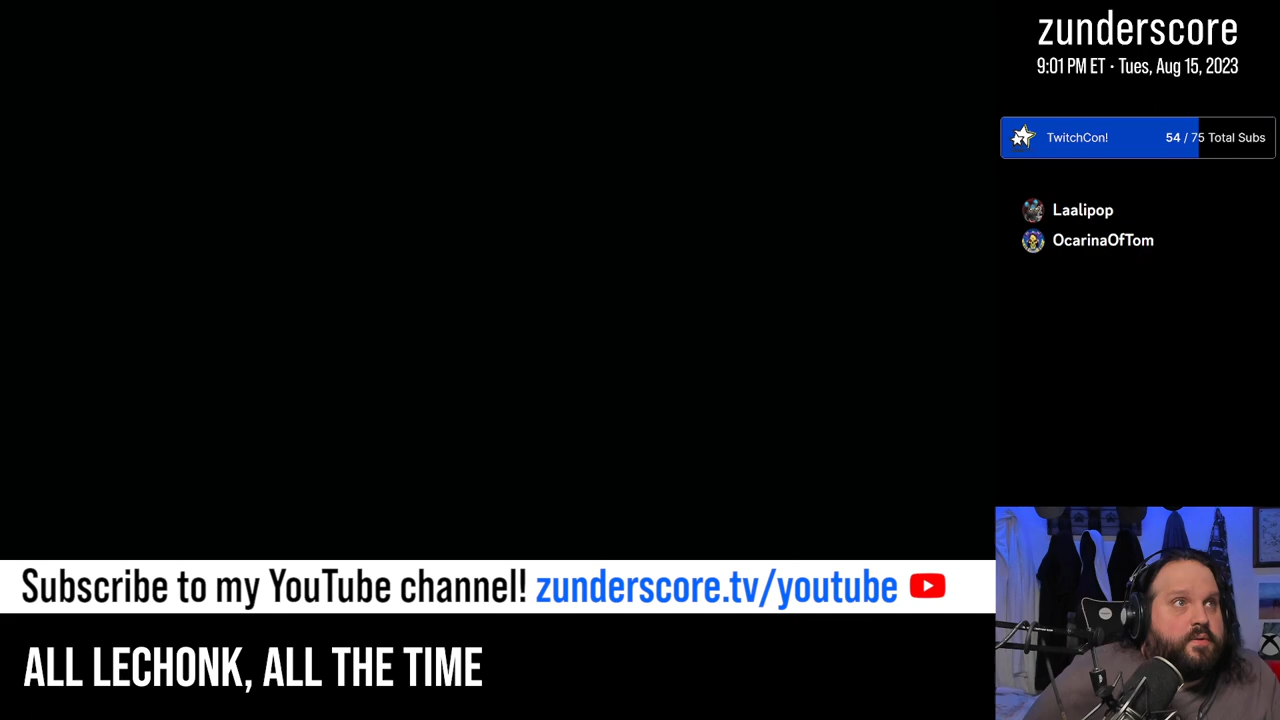 zunderscore
9:01 PM ET · Tues, Aug 15, 2023
TwitchCon! 54 / 75 Total Subs
Laalipop
OcarinaOfTom
Subscribe to my YouTube channel! zunderscore.tv/youtube
ALL LECHONK, ALL THE TIME